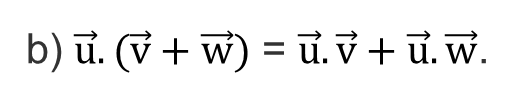 b) u⃗. (v⃗ + w⃗) = u⃗. v⃗ + u⃗. w⃗.